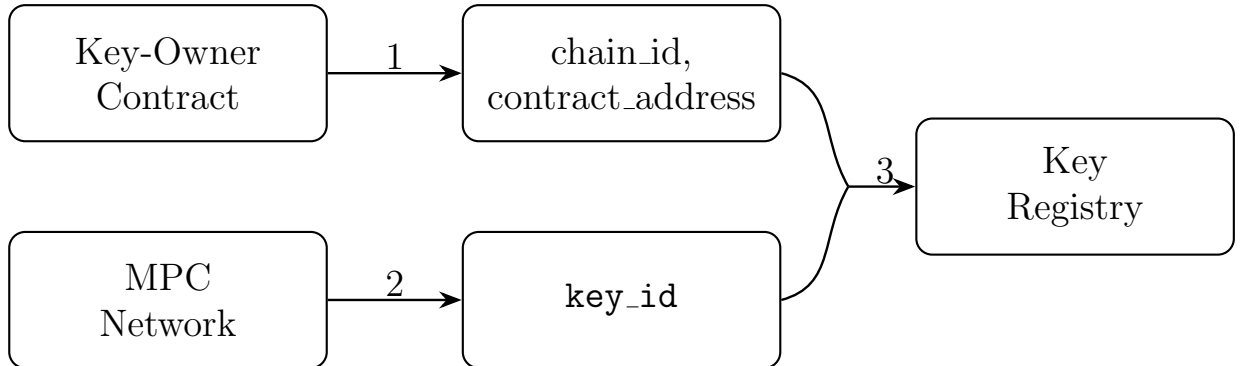 Key-Owner
Contract
1
chain_id,
contract_address
MPC
Network
2
key_id
3
Key
Registry